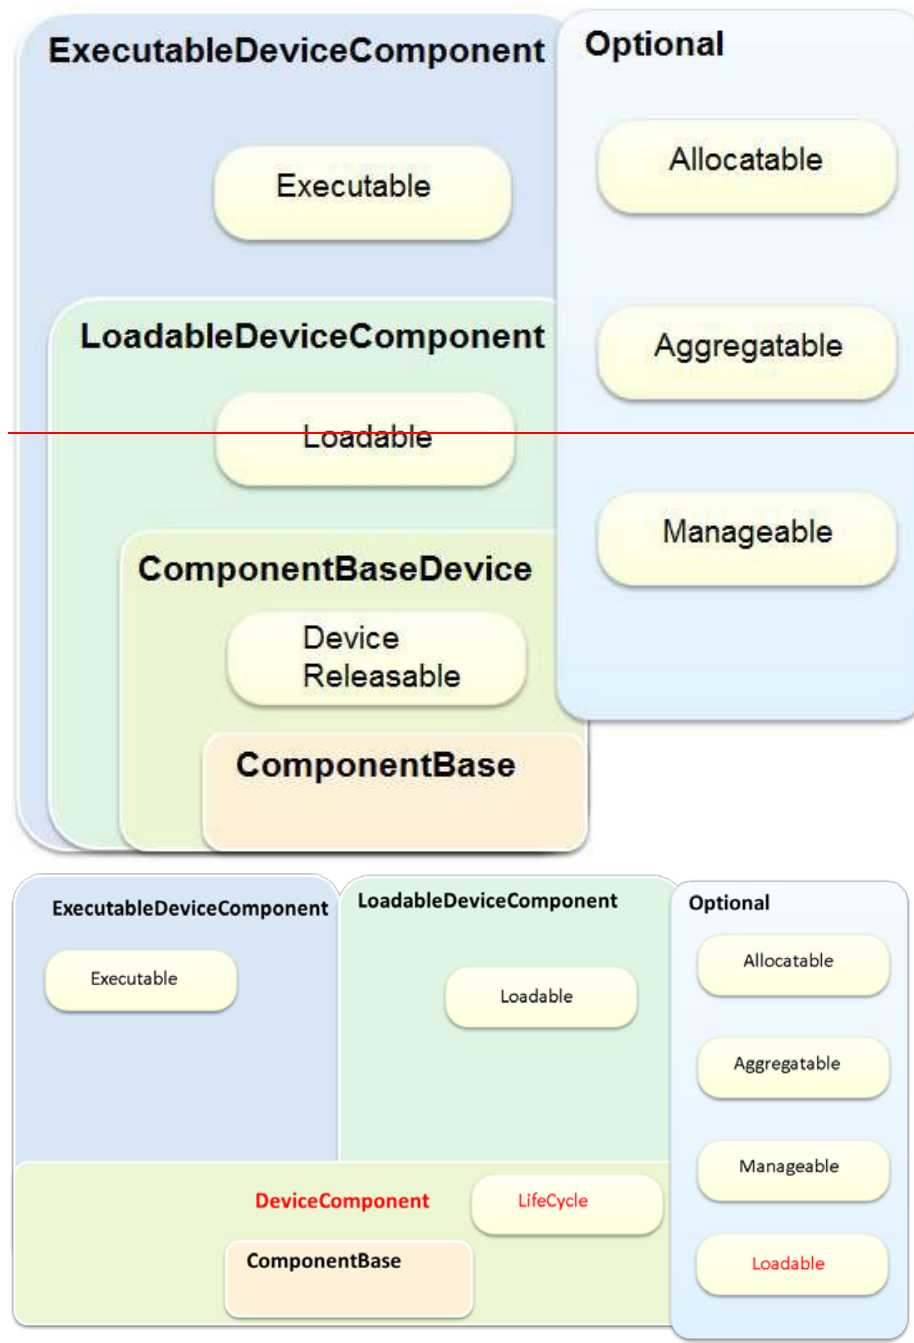 ExecutableDeviceComponent
Optional
Executable
Allocatable
LoadableDeviceComponent
Aggregatable
Loadable
Manageable
ComponentBaseDevice
Device
Releasable
ComponentBase
ExecutableDeviceComponent
LoadableDeviceComponent
Optional
Executable
Loadable
Allocatable
Aggregatable
Manageable
DeviceComponent
LifeCycle
ComponentBase
Loadable